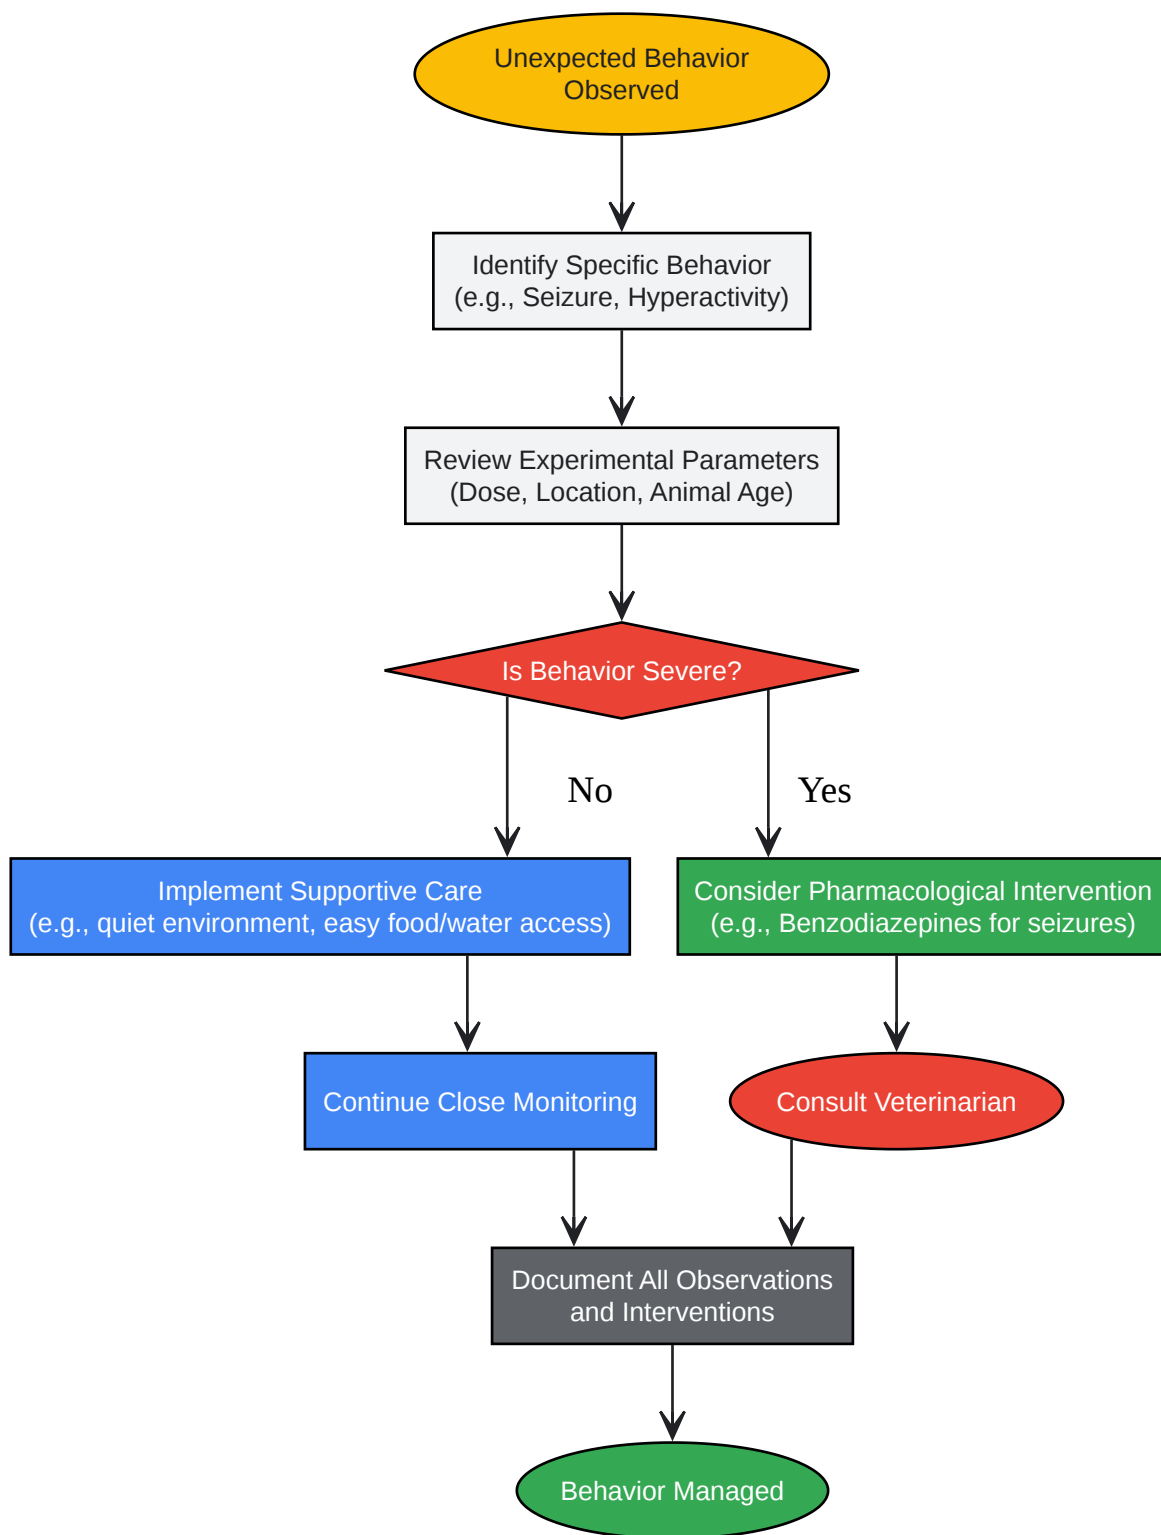 Unexpected Behavior
Observed
Identify Specific Behavior
(e.g., Seizure, Hyperactivity)
Review Experimental Parameters
(Dose, Location, Animal Age)
Is Behavior Severe?
No
Yes
Implement Supportive Care
(e.g., quiet environment, easy food/water access)
Consider Pharmacological Intervention
(e.g., Benzodiazepines for seizures)
Continue Close Monitoring
Consult Veterinarian
Document All Observations
and Interventions
Behavior Managed